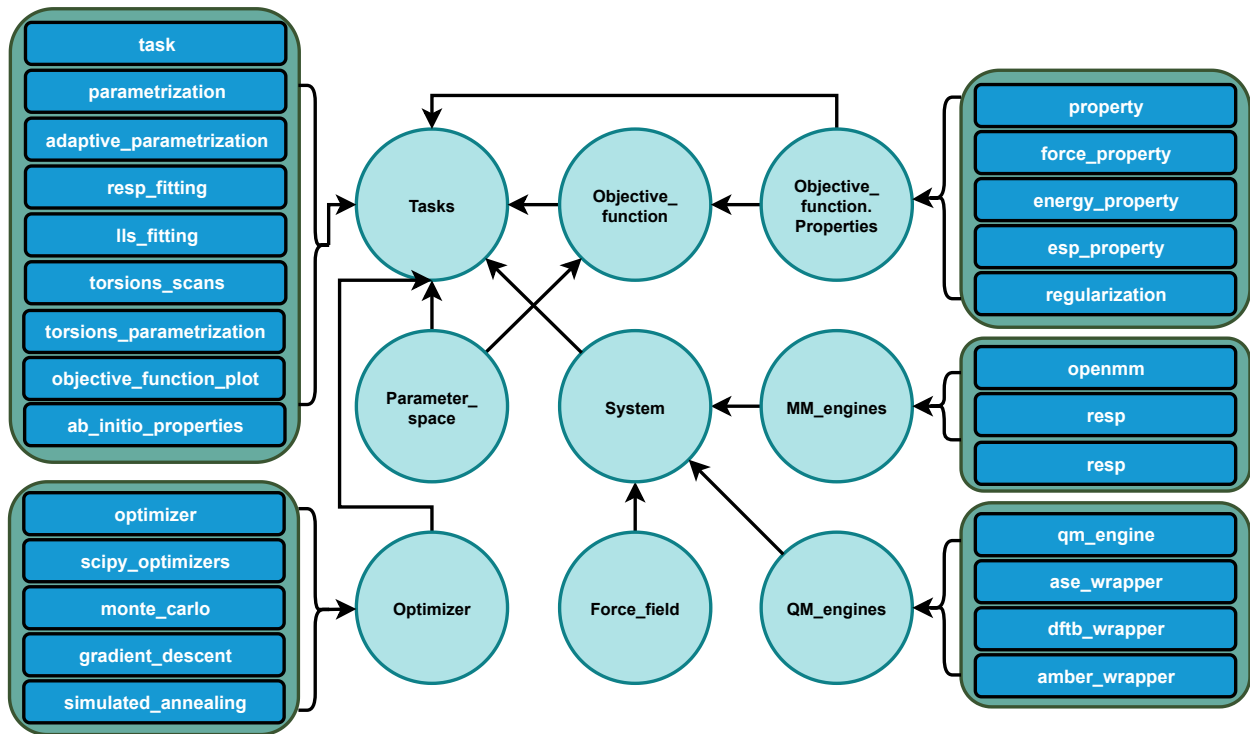 task
parametrization
adaptive_parametrization
resp_fitting
lls_fitting
torsions_scans
torsions_parametrization
objective_function_plot
ab_initio_properties
optimizer
scipy_optimizers
monte_carlo
gradient_descent
simulated_annealing
Tasks
Objective_
function
Objective_
function.
Properties
Parameter_
space
System
MM_engines
Optimizer
Force_field
QM_engines
property
force_property
energy_property
esp_property
regularization
openmm
resp
resp
qm_engine
ase_wrapper
dftb_wrapper
amber_wrapper